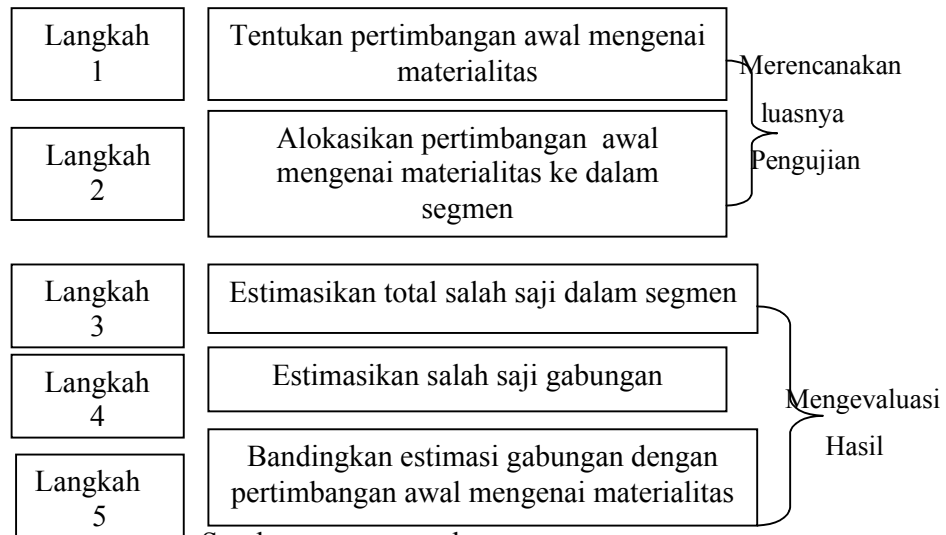 Langkah
1
Tentukan pertimbangan awal mengenai
materialitas
Langkah
2
Alokasikan pertimbangan awal
mengenai materialitas ke dalam
segmen
Merencanakan
luasnya
Pengujian
Langkah
3
Estimasikan total salah saji dalam segmen
Langkah
4
Estimasikan salah saji gabungan
Langkah
5
Bandingkan estimasi gabungan dengan
pertimbangan awal mengenai materialitas
Mengevaluasi
Hasil